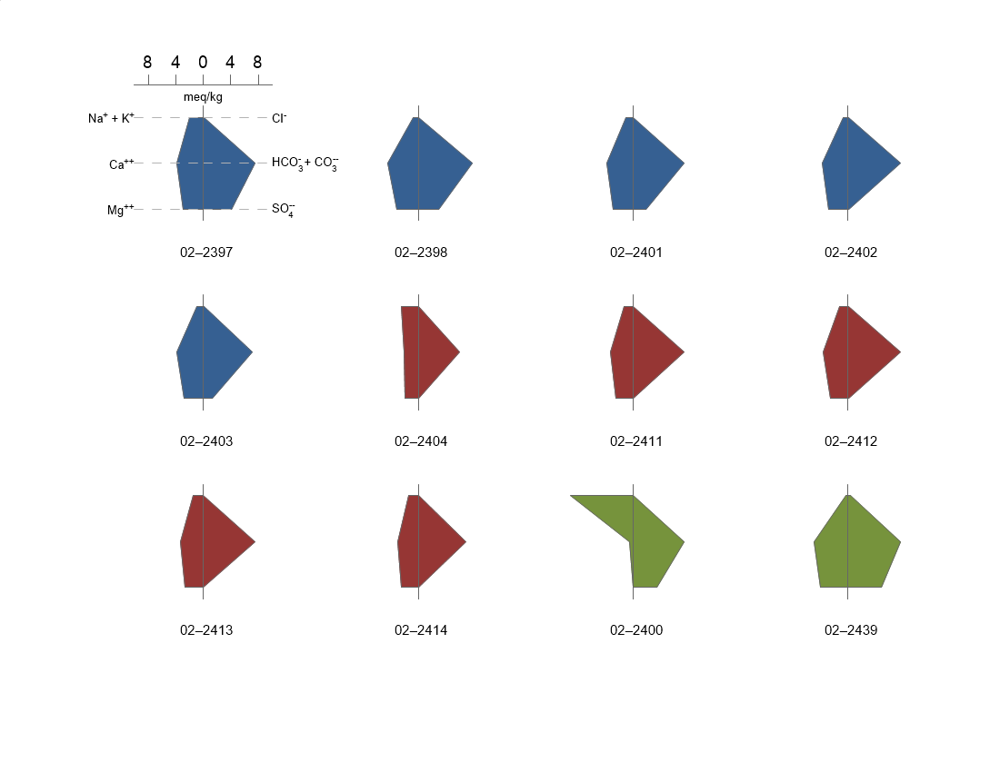 8 4 0 4 8
meq/kg
Na⁺ + K⁺ Cl⁻
Ca⁺⁺ HCO₃⁻ + CO₃⁻⁻
Mg⁺⁺ SO₄⁻⁻
02–2397 02–2398 02–2401 02–2402
02–2403 02–2404 02–2411 02–2412
02–2413 02–2414 02–2400 02–2439